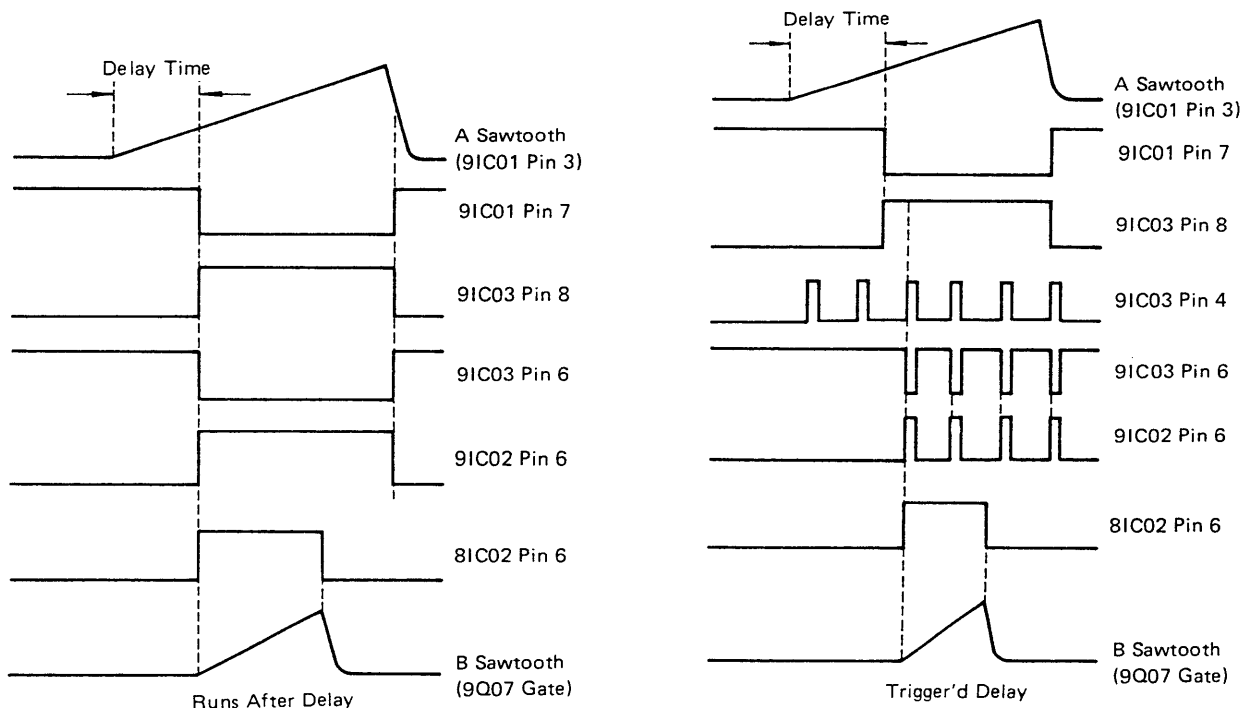 Delay Time
A Sawtooth
(9IC01 Pin 3)
9IC01 Pin 7
9IC03 Pin 8
9IC03 Pin 6
9IC02 Pin 6
8IC02 Pin 6
B Sawtooth
(9Q07 Gate)
Runs After Delay
Delay Time
A Sawtooth
(9IC01 Pin 3)
9IC01 Pin 7
9IC03 Pin 8
9IC03 Pin 4
9IC03 Pin 6
9IC02 Pin 6
8IC02 Pin 6
B Sawtooth
(9Q07 Gate)
Trigger'd Delay